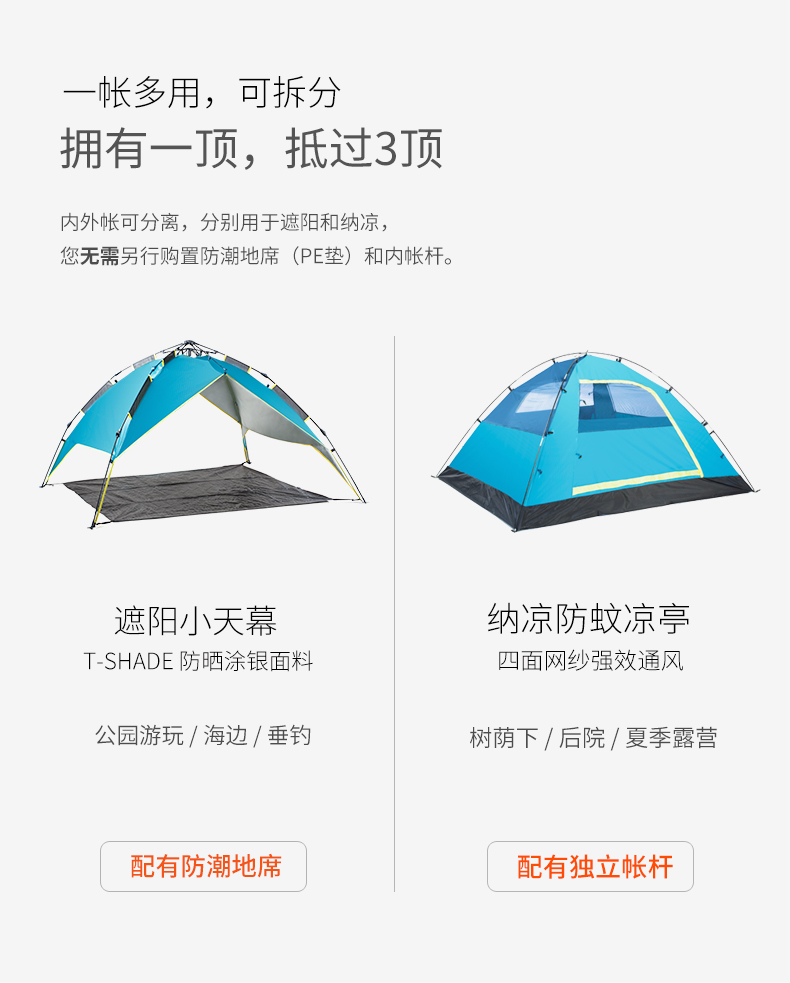 一帐多用，可拆分
拥有一顶，抵过3顶
内外帐可分离，分别用于遮阳和纳凉，
您无需另行购置防潮地席（PE垫）和内帐杆。
遮阳小天幕
T-SHADE 防晒涂银面料
公园游玩 / 海边 / 垂钓
配有防潮地席
纳凉防蚊凉亭
四面网纱强效通风
树荫下 / 后院 / 夏季露营
配有独立帐杆